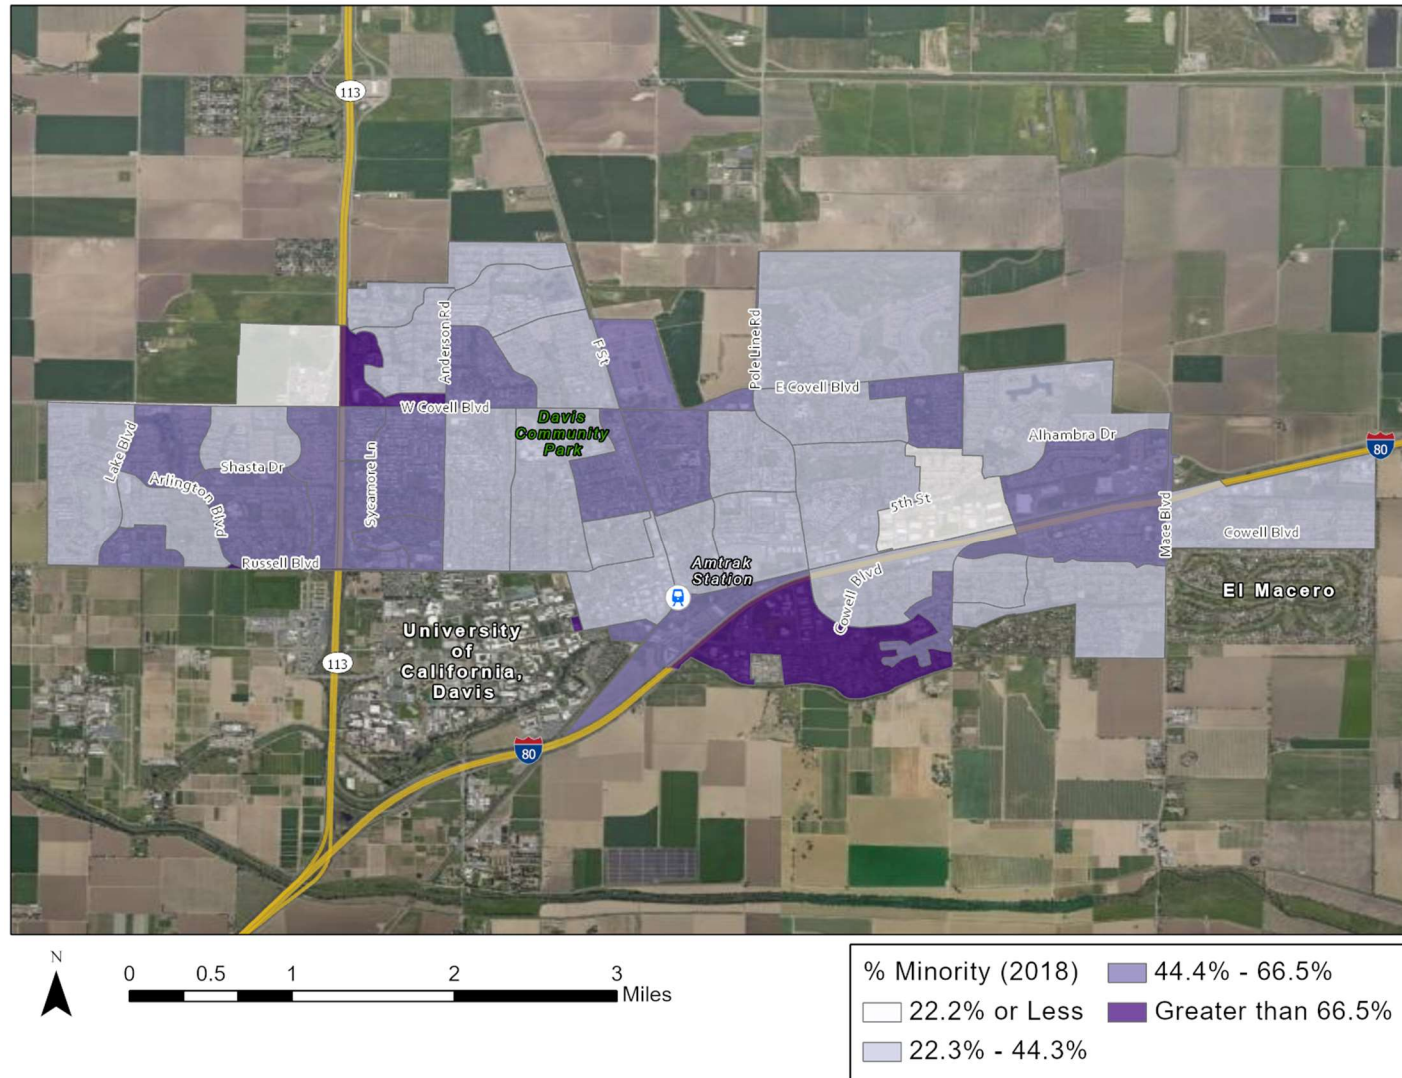 113
Anderson Rd
F St
Pole Line Rd
E Covell Blvd
W Covell Blvd
Davis
Community
Park
Alhambra Dr
80
Lake Blvd
Shasta Dr
Sycamore Ln
Arlington Blvd
5th St
Mace Blvd
Cowell Blvd
Russell Blvd
Amtrak
Station
Cowell Blvd
El Macero
University
of
California,
Davis
113
80
N
0 0.5 1 2 3
Miles
% Minority (2018)
22.2% or Less
22.3% - 44.3%
44.4% - 66.5%
Greater than 66.5%